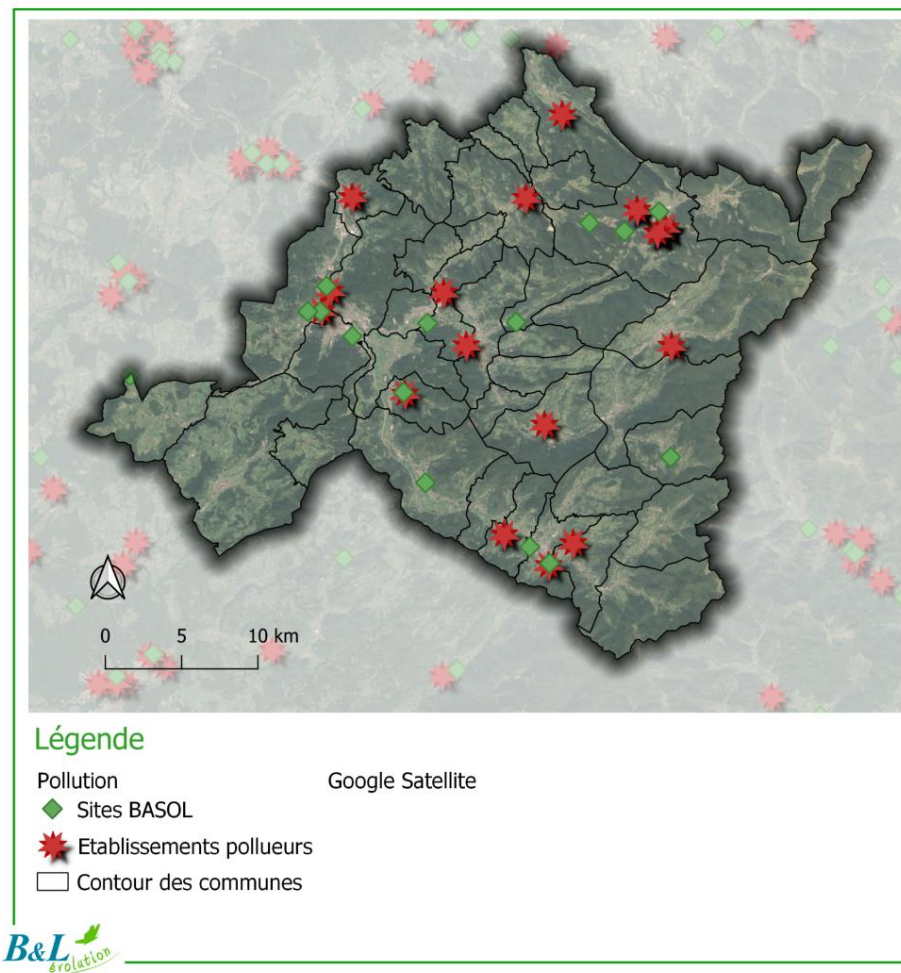 0 5 10 km
Légende
Pollution
Google Satellite
Sites BASOL
Etablissements pollueurs
Contour des communes
B&L
évolution